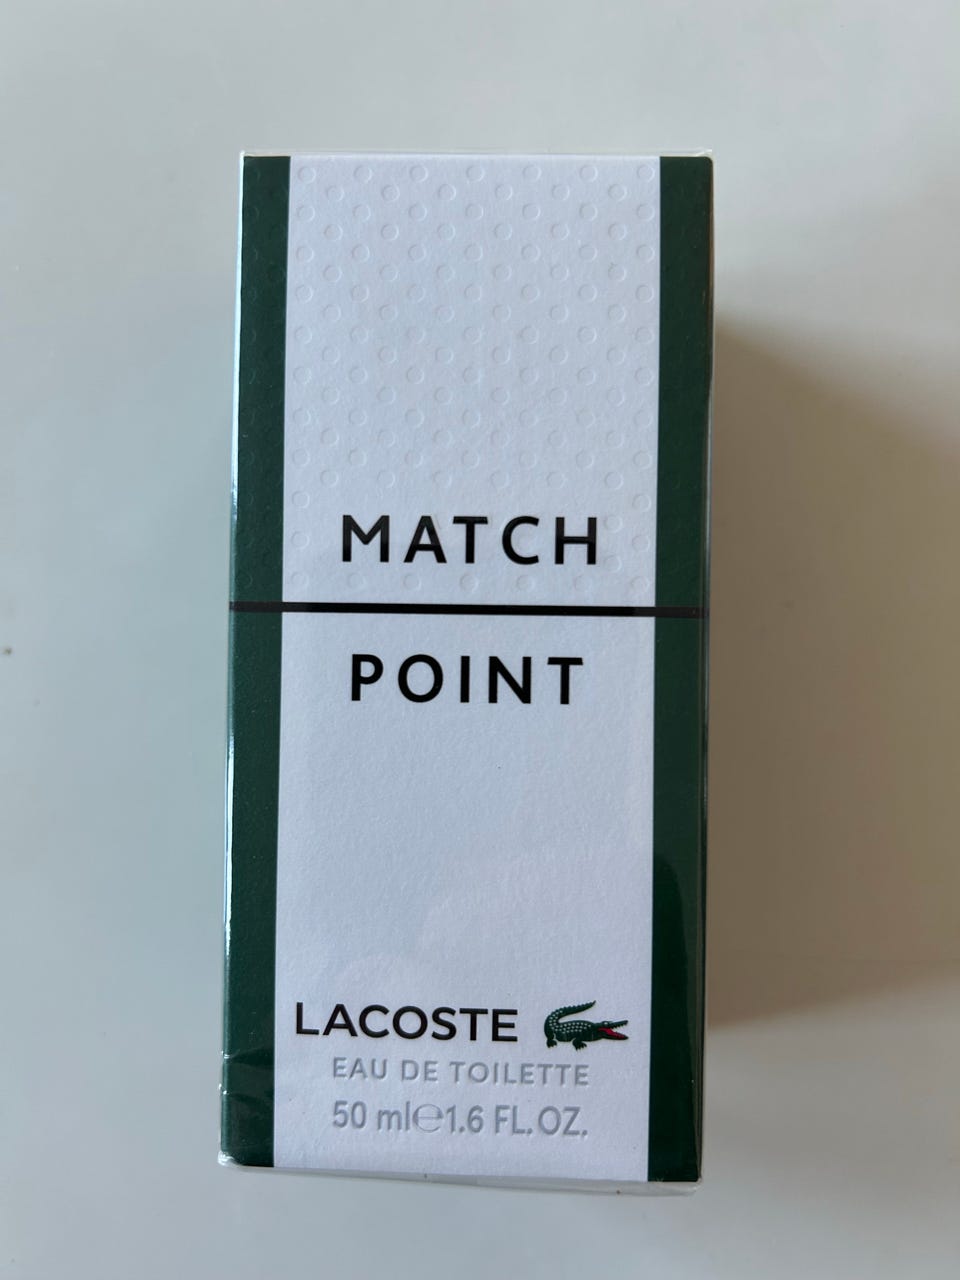 MATCH
POINT
LACOSTE
EAU DE TOILETTE
50 ml℮1.6 FL.OZ.